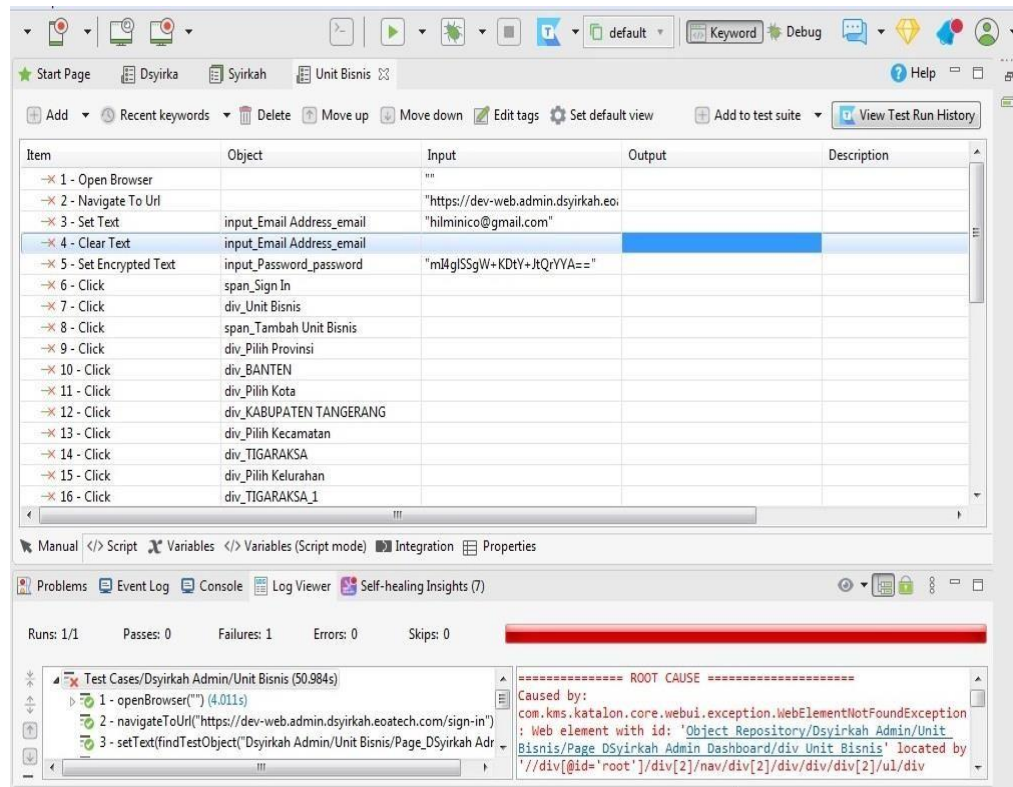 default Keyword Debug
Start Page Dsyirka Syirkah Unit Bisnis Help
Add Recent keywords Delete Move up Move down Edit tags Set default view Add to test suite View Test Run History
Item Object Input Output Description
1 - Open Browser ""
2 - Navigate To Url "https://dev-web.admin.dsyirkah.eoa
3 - Set Text input_Email Address_email "hilminico@gmail.com"
4 - Clear Text input_Email Address_email
5 - Set Encrypted Text input_Password_password "mI4glSSgW+KDtY+JtQrYYA=="
6 - Click span_Sign In
7 - Click div_Unit Bisnis
8 - Click span_Tambah Unit Bisnis
9 - Click div_Pilih Provinsi
10 - Click div_BANTEN
11 - Click div_Pilih Kota
12 - Click div_KABUPATEN TANGERANG
13 - Click div_Pilih Kecamatan
14 - Click div_TIGARAKSA
15 - Click div_Pilih Kelurahan
16 - Click div_TIGARAKSA_1
Manual </> Script Variables </> Variables (Script mode) Integration Properties
Problems Event Log Console Log Viewer Self-healing Insights (7)
Runs: 1/1 Passes: 0 Failures: 1 Errors: 0 Skips: 0
Test Cases/Dsyirkah Admin/Unit Bisnis (50.984s)
1 - openBrowser("") (4.011s)
2 - navigateToUrl("https://dev-web.admin.dsyirkah.eoatech.com/sign-in")
3 - setText(findTestObject("Dsyirkah Admin/Unit Bisnis/Page_DSyirkah Adr
=============== ROOT CAUSE =====================
Caused by:
com.kms.katalon.core.webui.exception.WebElementNotFoundException
: Web element with id: 'Object Repository/Dsyirkah Admin/Unit
Bisnis/Page_DSyirkah Admin Dashboard/div_Unit Bisnis' located by
'//div[@id='root']/div[2]/nav/div[2]/div/div/div[2]/ul/div